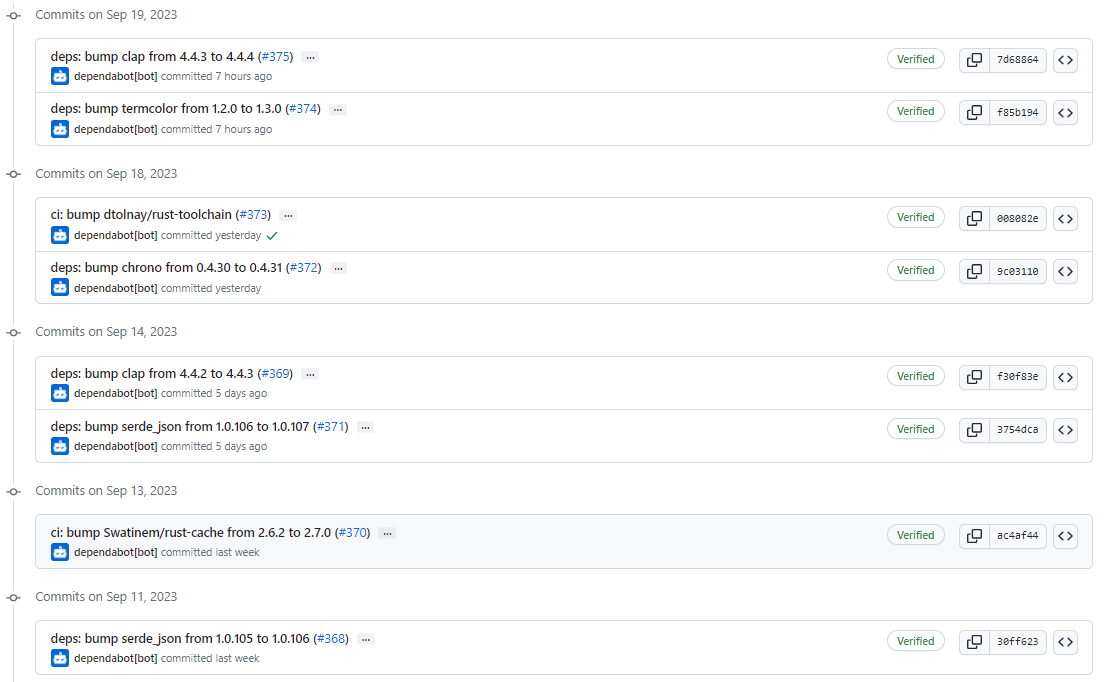 Commits on Sep 19, 2023
deps: bump clap from 4.4.3 to 4.4.4 (#375) ...
Verified
7d68864
dependabot[bot] committed 7 hours ago
deps: bump termcolor from 1.2.0 to 1.3.0 (#374) ...
Verified
f85b194
dependabot[bot] committed 7 hours ago
Commits on Sep 18, 2023
ci: bump dtolnay/rust-toolchain (#373) ...
Verified
008082e
dependabot[bot] committed yesterday
deps: bump chrono from 0.4.30 to 0.4.31 (#372) ...
Verified
9c03110
dependabot[bot] committed yesterday
Commits on Sep 14, 2023
deps: bump clap from 4.4.2 to 4.4.3 (#369) ...
Verified
f30f83e
dependabot[bot] committed 5 days ago
deps: bump serde_json from 1.0.106 to 1.0.107 (#371) ...
Verified
3754dca
dependabot[bot] committed 5 days ago
Commits on Sep 13, 2023
ci: bump Swatinem/rust-cache from 2.6.2 to 2.7.0 (#370) ...
Verified
ac4af44
dependabot[bot] committed last week
Commits on Sep 11, 2023
deps: bump serde_json from 1.0.105 to 1.0.106 (#368) ...
Verified
30ff623
dependabot[bot] committed last week